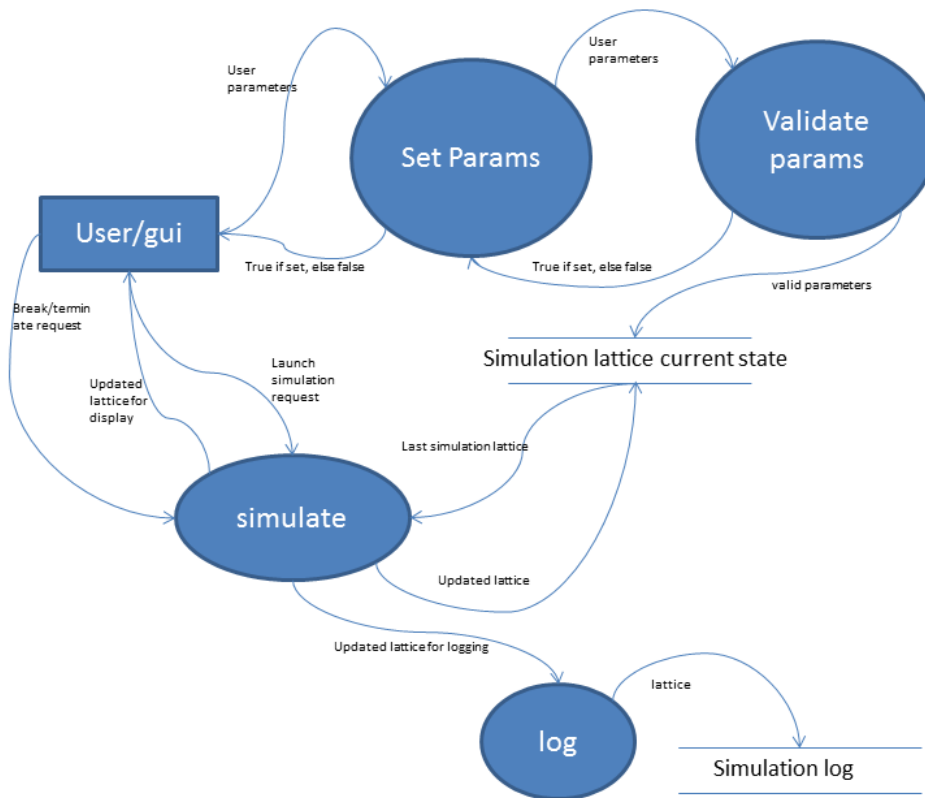 User
parameters
User
parameters
Set Params
Validate
params
User/gui
True if set, else false
True if set, else false
valid parameters
Break/termin
ate request
Simulation lattice current state
Launch
simulation
request
Updated
lattice for
display
Last simulation lattice
simulate
Updated lattice
Updated lattice for logging
lattice
log
Simulation log